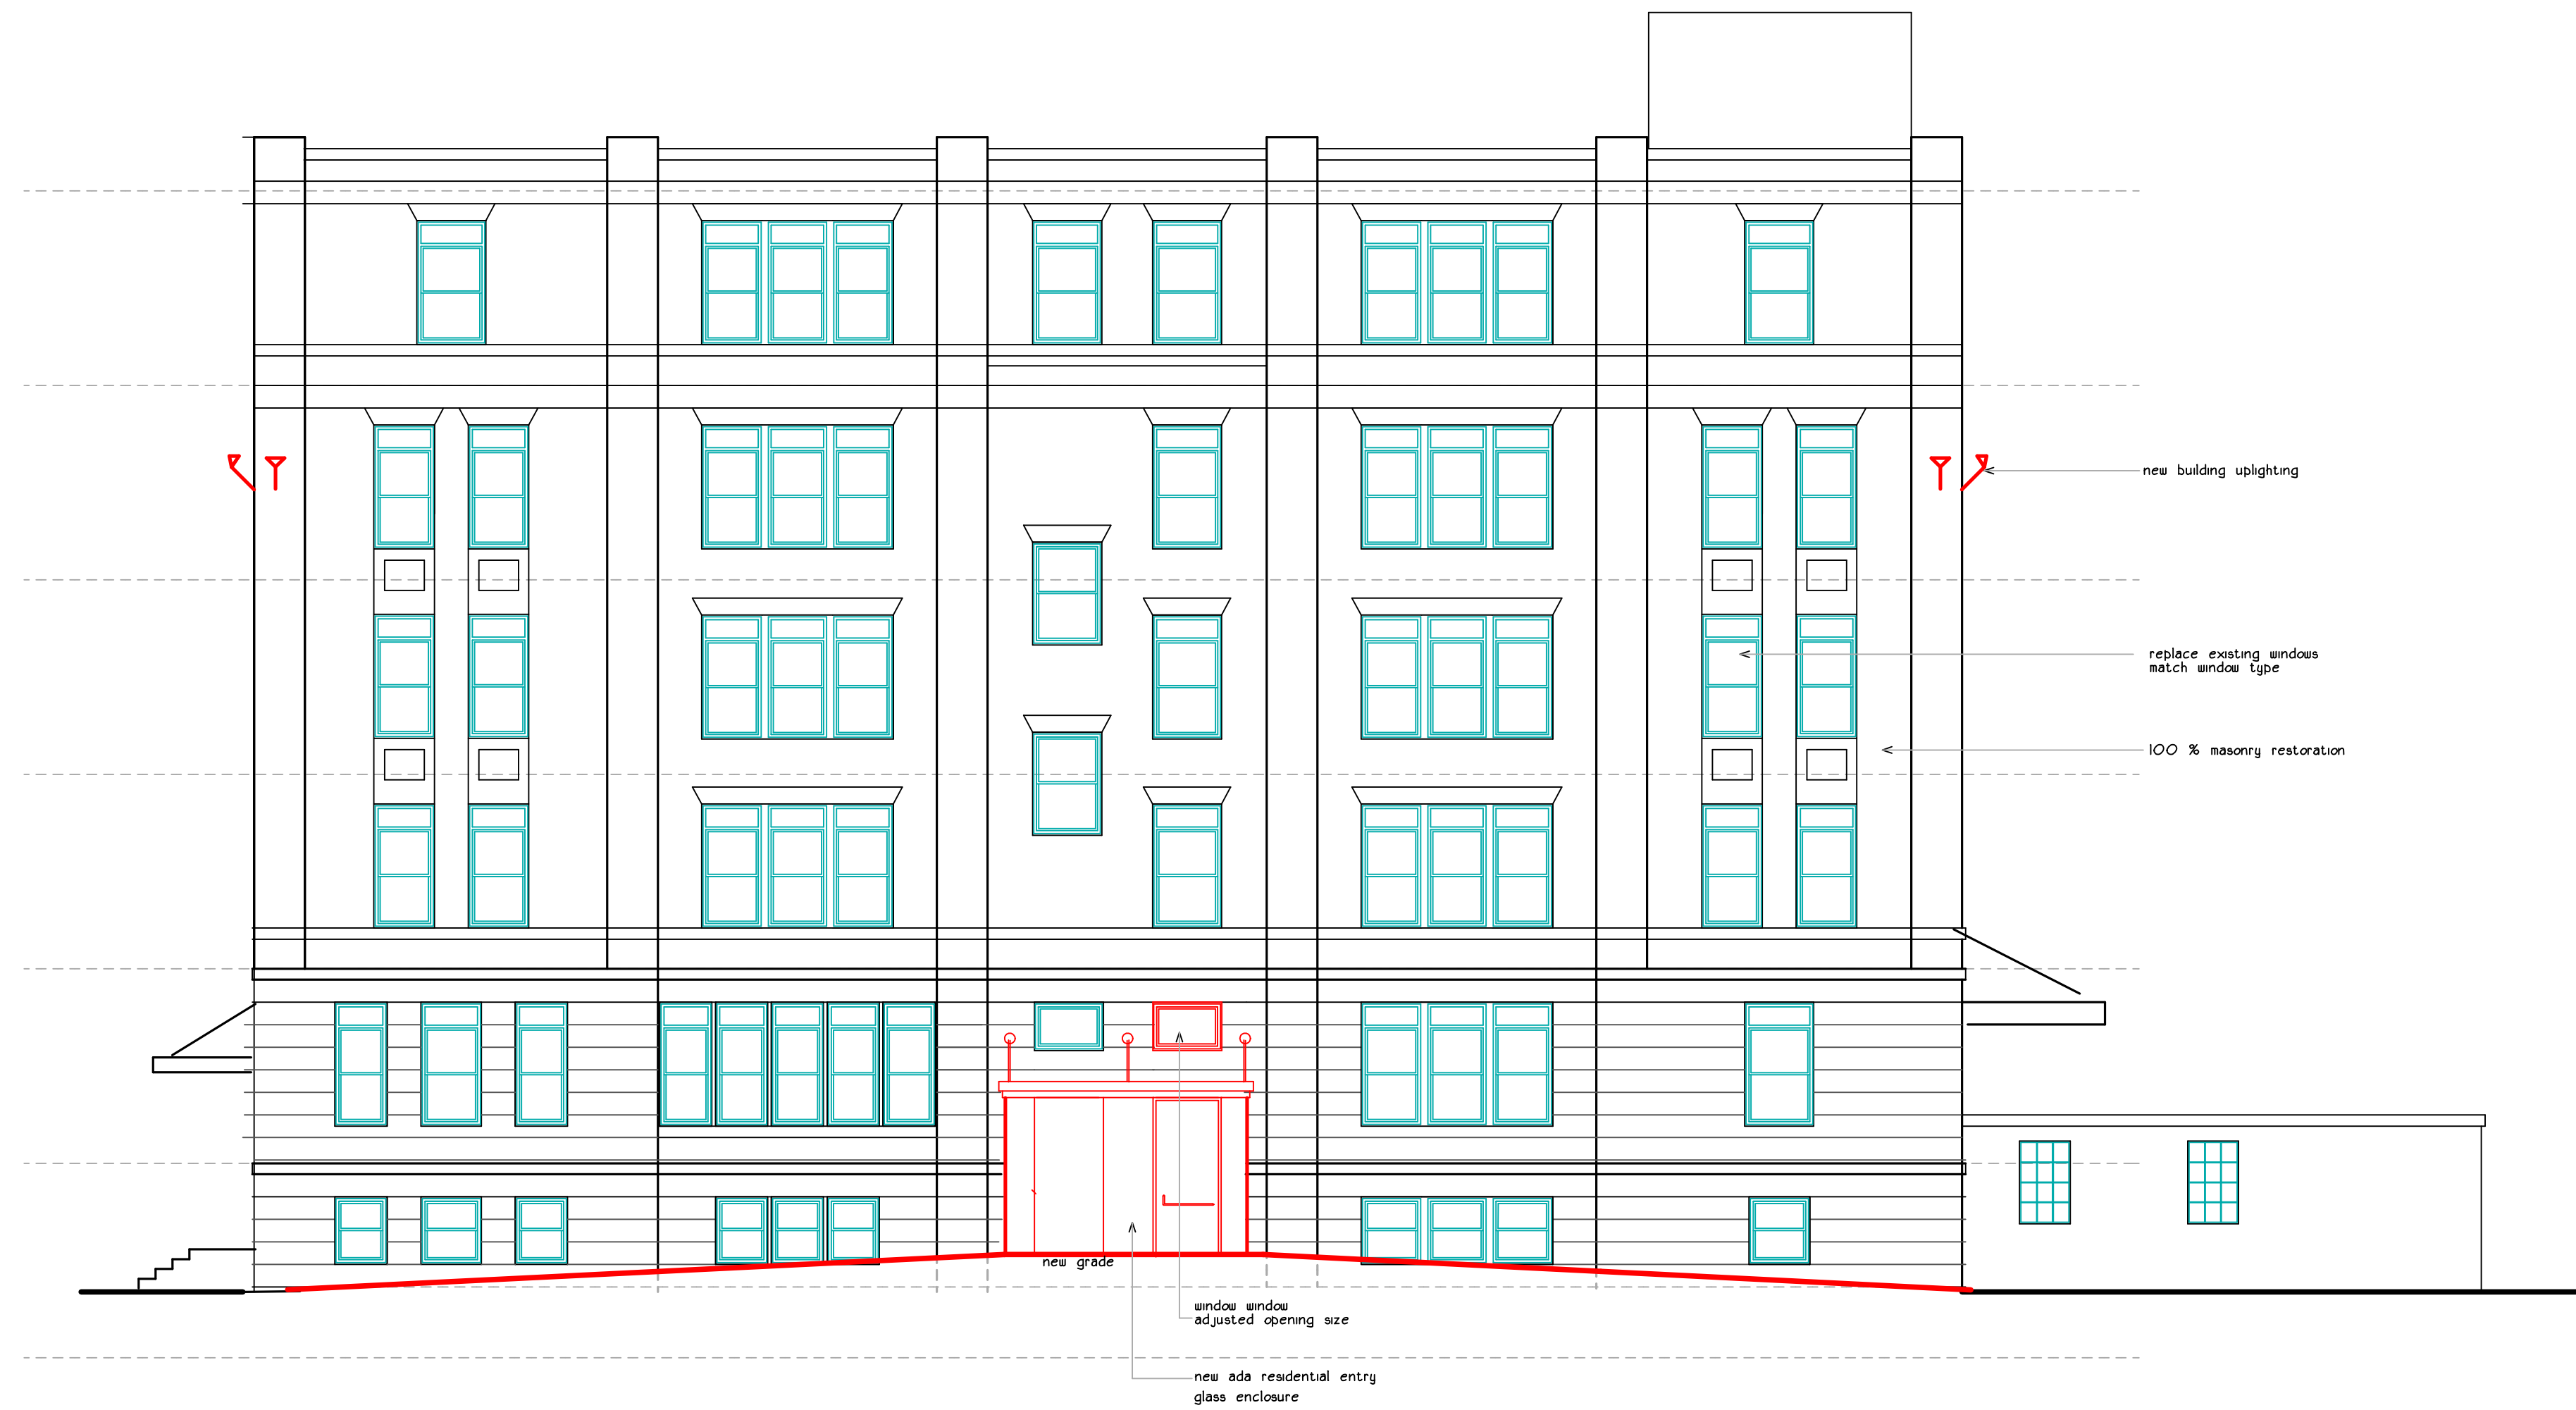 new building uplighting
replace existing windows
match window type
100 % masonry restoration
new grade
window window
adjusted opening size
new ada residential entry
glass enclosure